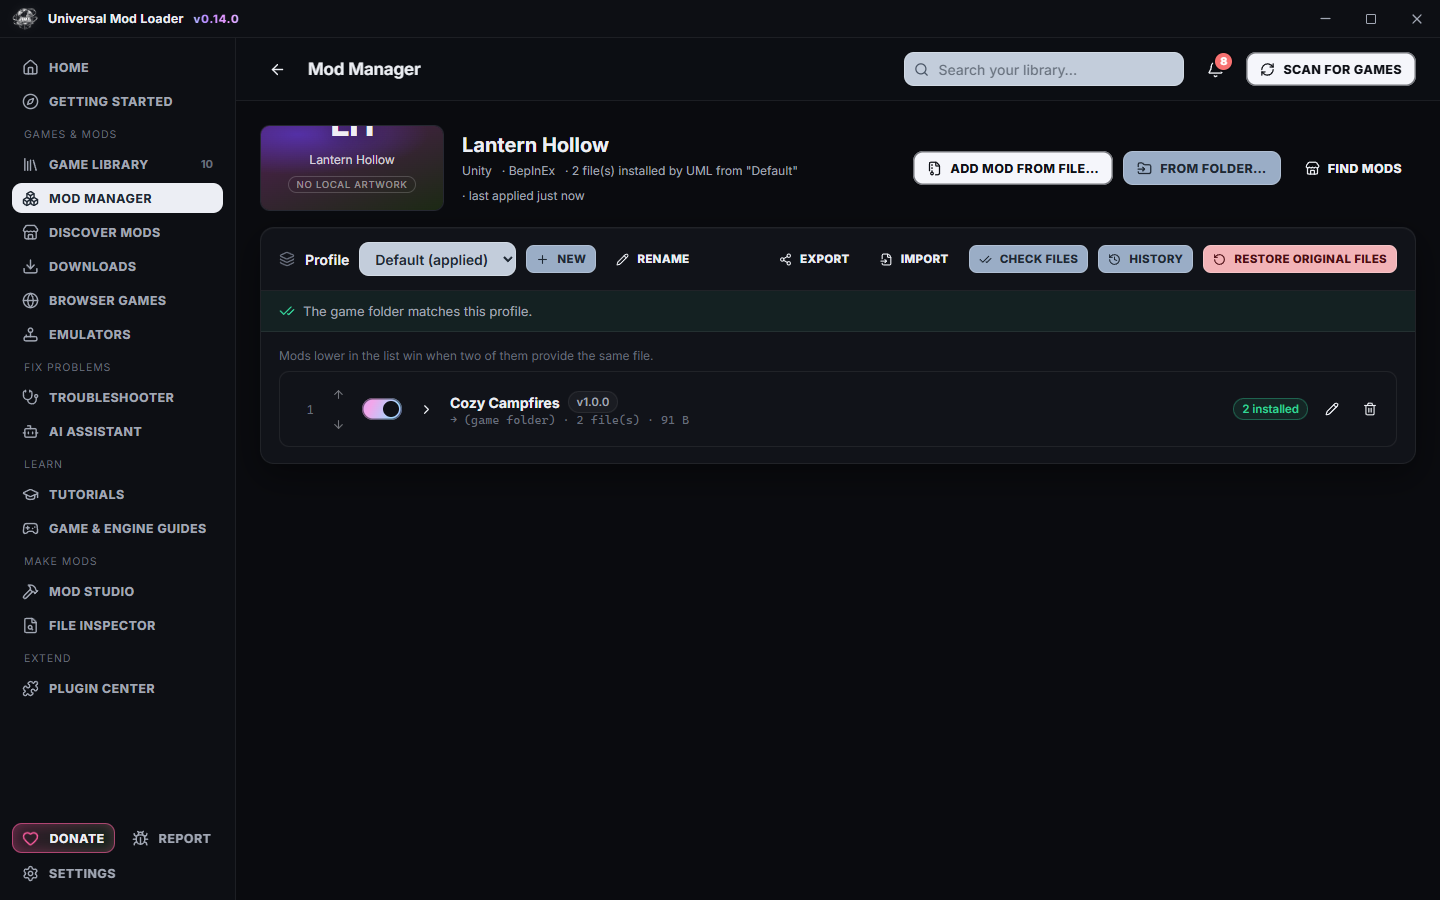 Universal Mod Loader v0.14.0
HOME
GETTING STARTED
GAMES & MODS
GAME LIBRARY 10
MOD MANAGER
DISCOVER MODS
DOWNLOADS
BROWSER GAMES
EMULATORS
FIX PROBLEMS
TROUBLESHOOTER
AI ASSISTANT
LEARN
TUTORIALS
GAME & ENGINE GUIDES
MAKE MODS
MOD STUDIO
FILE INSPECTOR
EXTEND
PLUGIN CENTER
DONATE REPORT
SETTINGS
Mod Manager
Search your library...
8
SCAN FOR GAMES
Lantern Hollow
NO LOCAL ARTWORK
Lantern Hollow
Unity · BepInEx · 2 file(s) installed by UML from "Default"
· last applied just now
ADD MOD FROM FILE... FROM FOLDER... FIND MODS
Profile Default (applied) NEW RENAME EXPORT IMPORT CHECK FILES HISTORY RESTORE ORIGINAL FILES
The game folder matches this profile.
Mods lower in the list win when two of them provide the same file.
1 Cozy Campfires v1.0.0
→ (game folder) · 2 file(s) · 91 B
2 installed